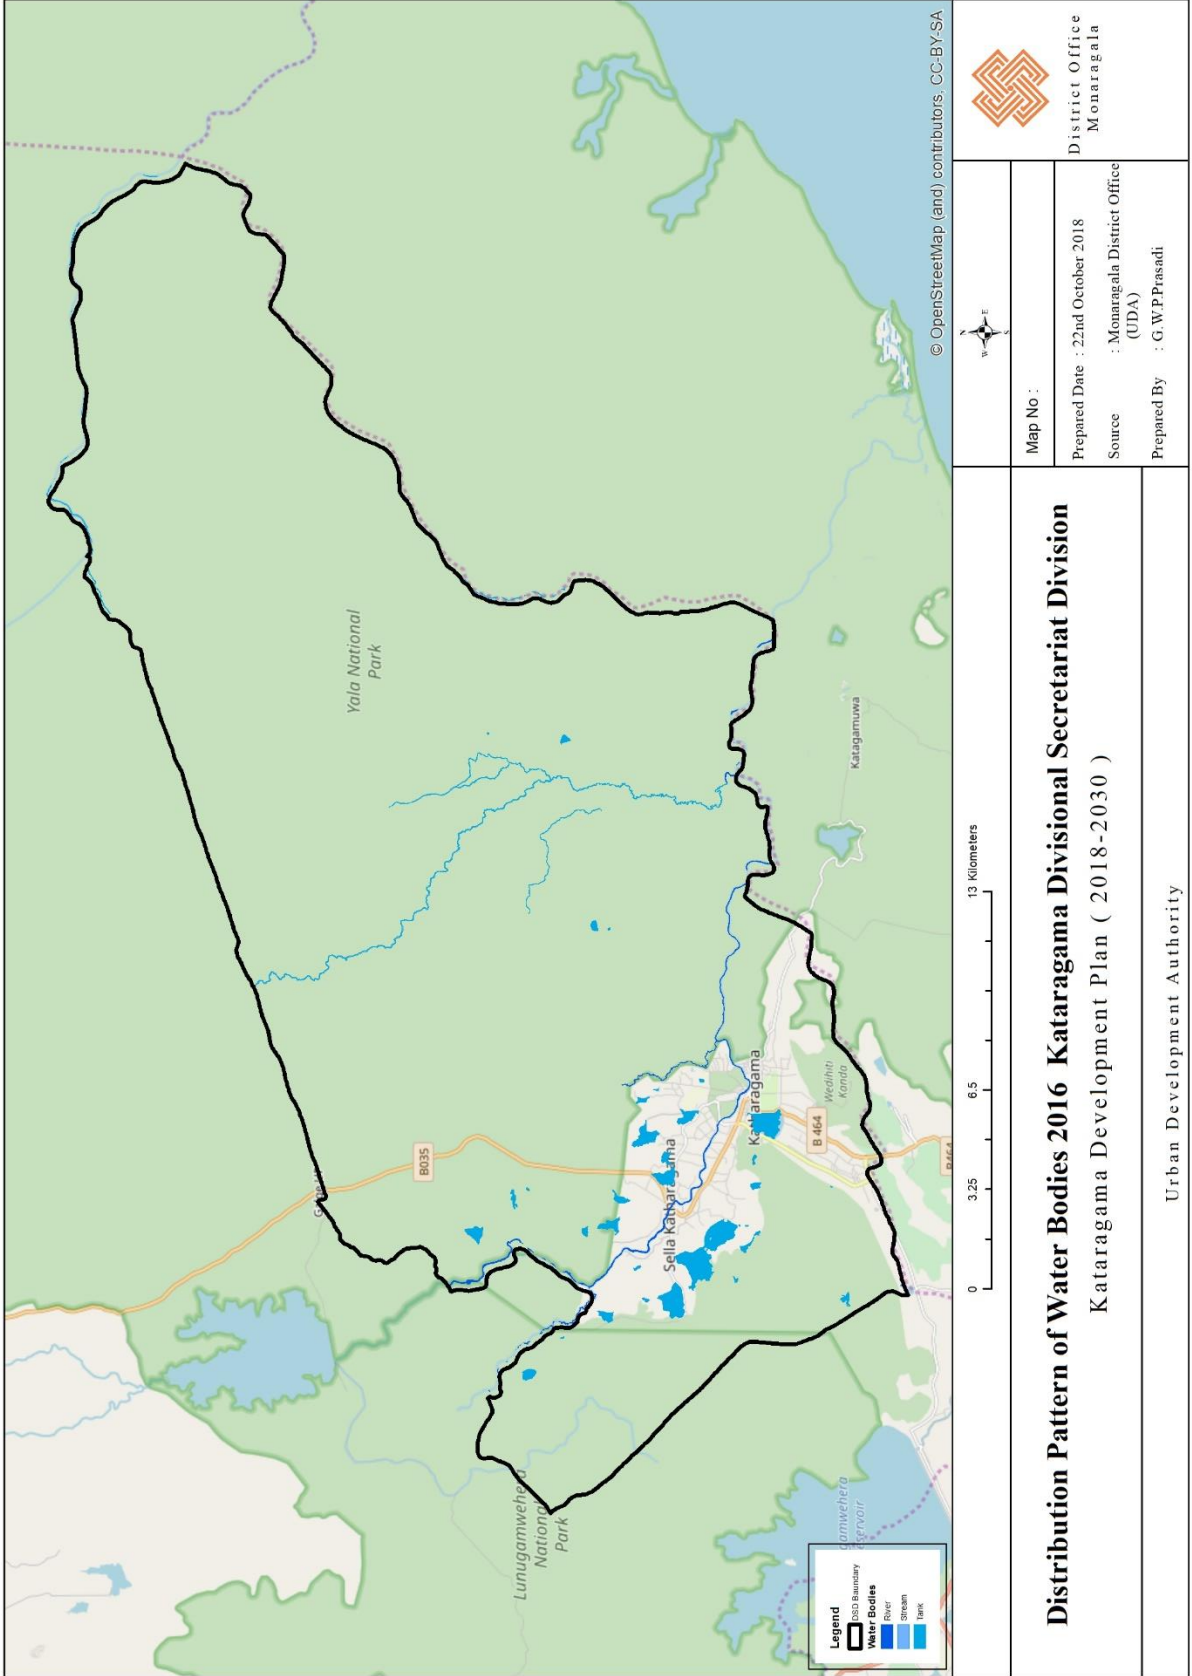 Yala National
Park
B035
Sella Katharagama
Katharagama
B 464
Wedihiti
Kanda
Katagamuwa
B464
Lunugamwehera
National
Park
© OpenStreetMap (and) contributors, CC-BY-SA
Legend
DSD Baundary
Water Bodies
River
Stream
Tank
0 3.25 6.5 13 Kilometers
Distribution Pattern of Water Bodies 2016 Kataragama Divisional Secretariat Division
Kataragama Development Plan ( 2018-2030 )
Urban Development Authority
N
W E
S
Map No :
Prepared Date : 22nd October 2018
Source : Monaragala District Office
(UDA)
Prepared By : G.W.P.Prasadi
District Office
Monaragala